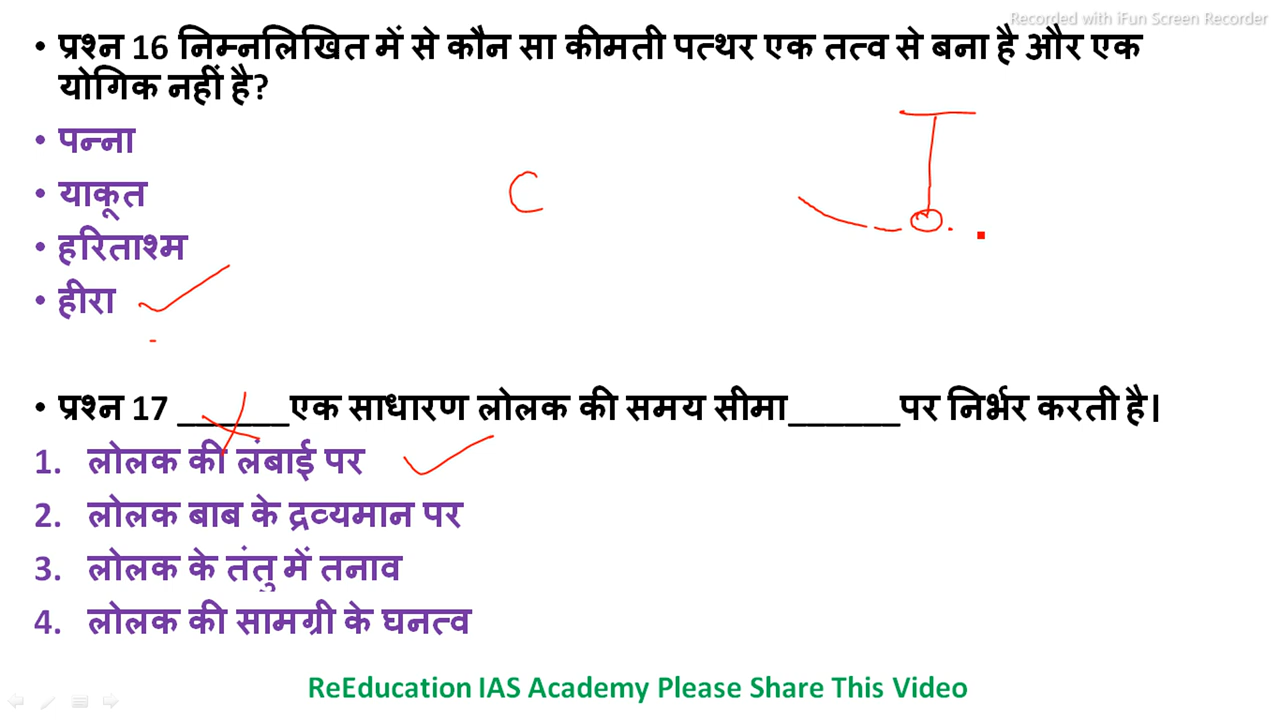 Recorded with iFun Screen Recorder
• प्रश्न 16 निम्नलिखित में से कौन सा कीमती पत्थर एक तत्व से बना है और एक
योगिक नहीं है?
• पन्ना
• याकूत
• हरिताश्म
• हीरा
C
• प्रश्न 17 ______एक साधारण लोलक की समय सीमा______पर निर्भर करती है।
1. लोलक की लंबाई पर
2. लोलक बाब के द्रव्यमान पर
3. लोलक के तंतु में तनाव
4. लोलक की सामग्री के घनत्व
ReEducation IAS Academy Please Share This Video